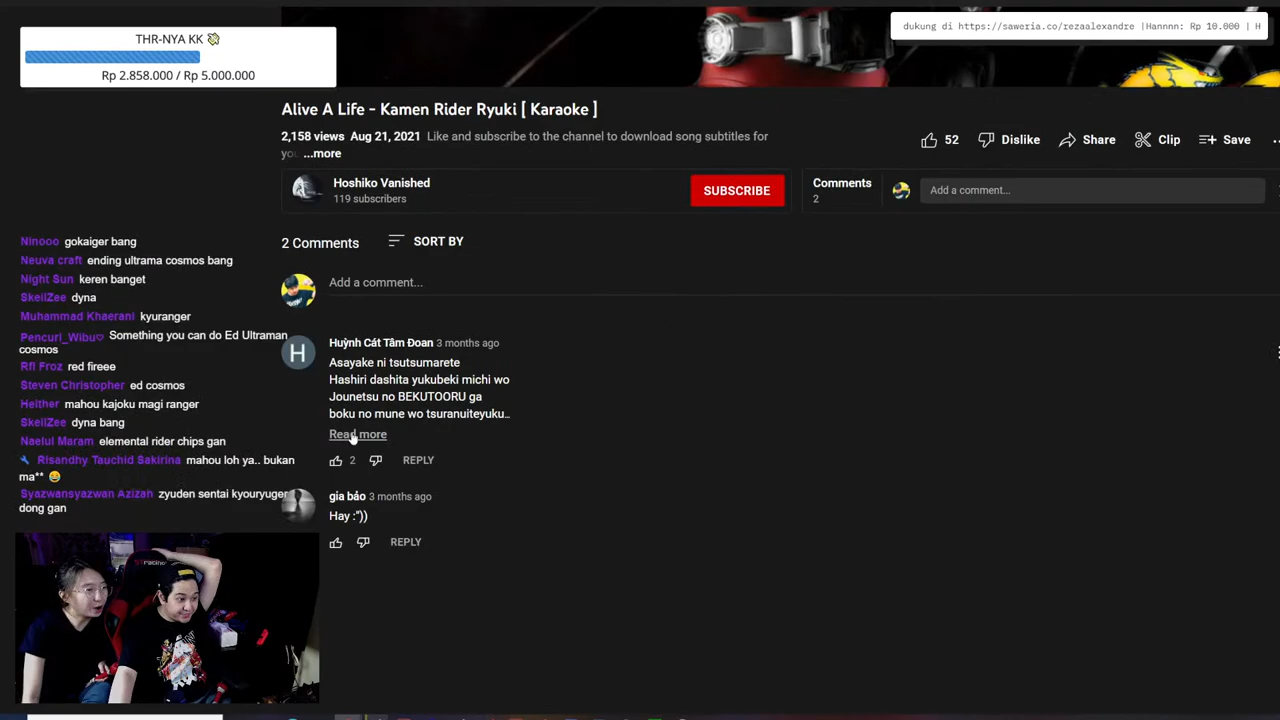 THR-NYA KK
Rp 2.858.000 / Rp 5.000.000
dukung di https://saweria.co/rezaalexandre |Hannnn: Rp 10.000 | H
Alive A Life - Kamen Rider Ryuki [ Karaoke ]
2,158 views Aug 21, 2021 Like and subscribe to the channel to download song subtitles for
you ...more
52 Dislike Share Clip Save
Hoshiko Vanished
119 subscribers
SUBSCRIBE
Comments
2
Add a comment...
2 Comments SORT BY
Add a comment...
Huỳnh Cát Tâm Đoan 3 months ago
Asayake ni tsutsumarete
Hashiri dashita yukubeki michi wo
Jounetsu no BEKUTOORU ga
boku no mune wo tsuranuiteyuku…
Read more
2 REPLY
gia bảo 3 months ago
Hay :"))
REPLY
Ninooo gokaiger bang
Neuva craft ending ultrama cosmos bang
Night Sun keren banget
SkellZee dyna
Muhammad Khaerani kyuranger
Pencuri_Wibu♡ Something you can do Ed Ultraman
cosmos
Rfl Froz red fireee
Steven Christopher ed cosmos
Heither mahou kajoku magi ranger
SkellZee dyna bang
Naelul Maram elemental rider chips gan
Risandhy Tauchid Sakirina mahou loh ya.. bukan
ma** 😂
Syazwansyazwan Azizah zyuden sentai kyouryuger
dong gan